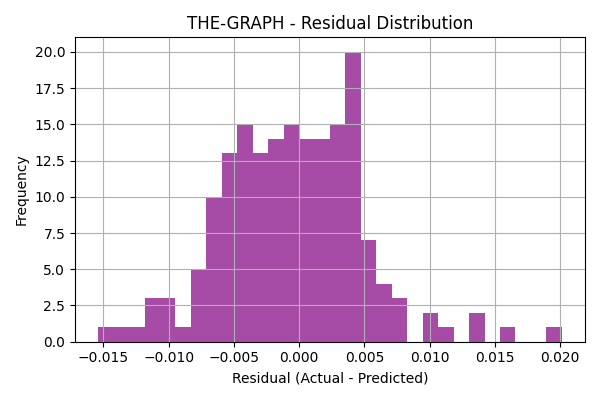 THE-GRAPH - Residual Distribution
Frequency
20.0
17.5
15.0
12.5
10.0
7.5
5.0
2.5
0.0
−0.015 −0.010 −0.005 0.000 0.005 0.010 0.015 0.020
Residual (Actual - Predicted)